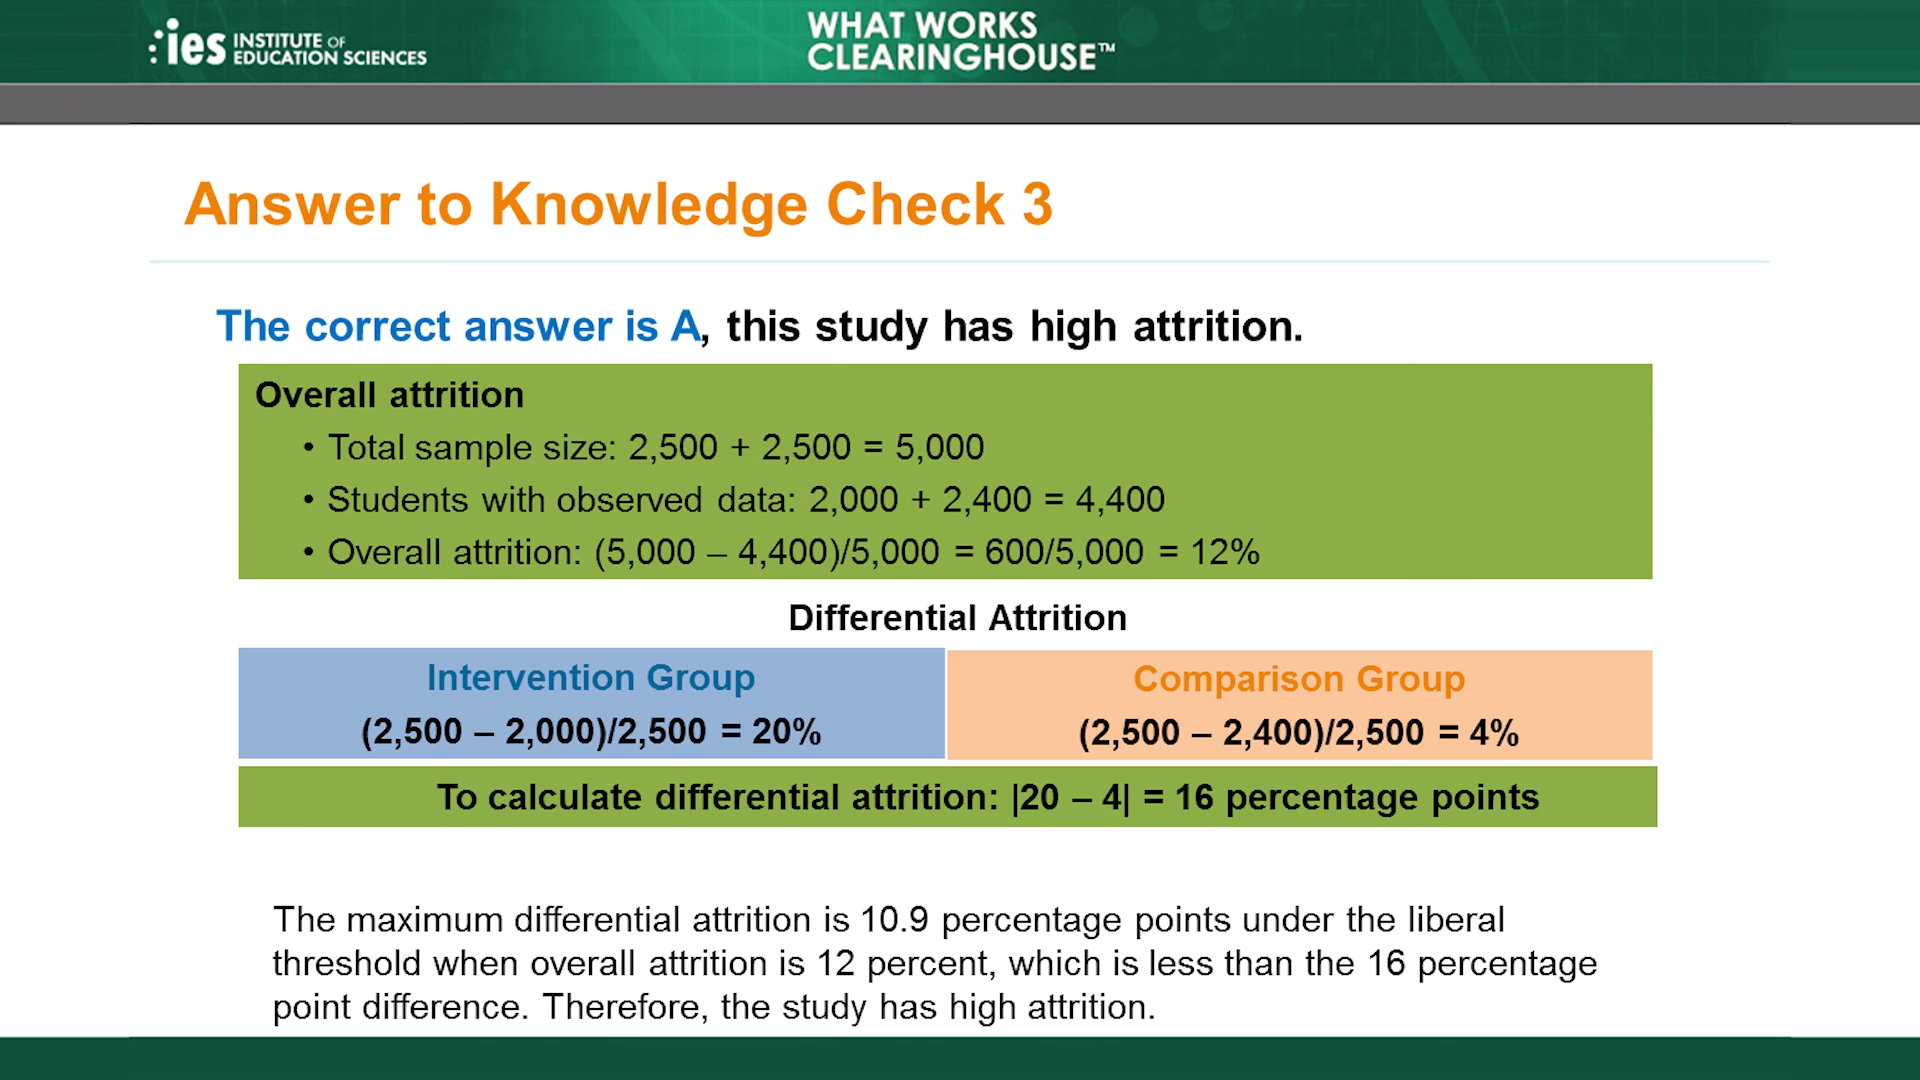 ies INSTITUTE OF
EDUCATION SCIENCES
WHAT WORKS
CLEARINGHOUSE™
Answer to Knowledge Check 3
The correct answer is A, this study has high attrition.
Overall attrition
• Total sample size: 2,500 + 2,500 = 5,000
• Students with observed data: 2,000 + 2,400 = 4,400
• Overall attrition: (5,000 – 4,400)/5,000 = 600/5,000 = 12%
Differential Attrition
Intervention Group
(2,500 – 2,000)/2,500 = 20%
Comparison Group
(2,500 – 2,400)/2,500 = 4%
To calculate differential attrition: |20 – 4| = 16 percentage points
The maximum differential attrition is 10.9 percentage points under the liberal
threshold when overall attrition is 12 percent, which is less than the 16 percentage
point difference. Therefore, the study has high attrition.